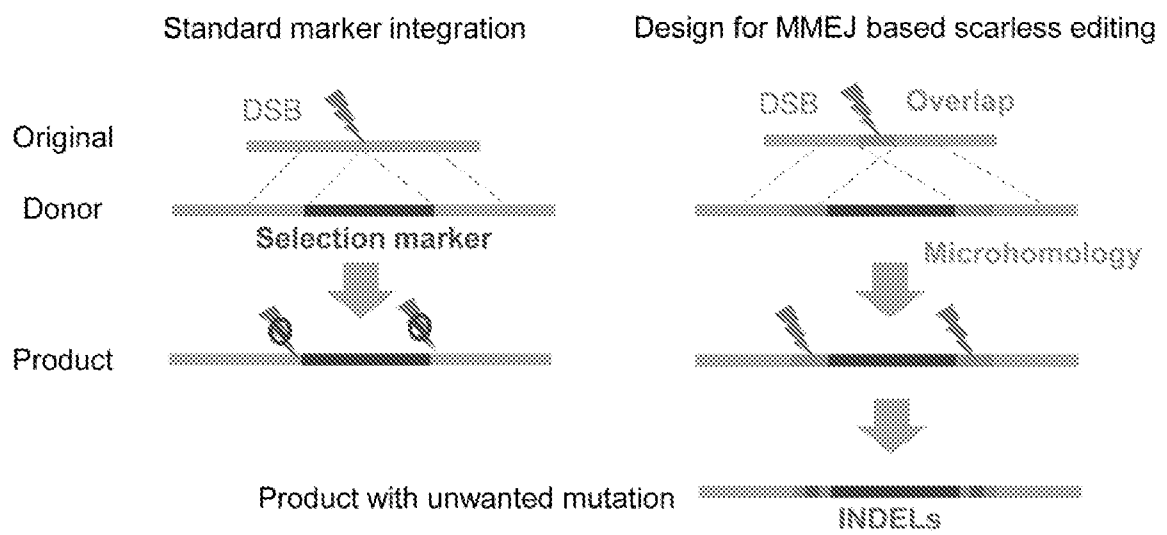 Standard marker integration
Design for MMEJ based scarless editing
DSB
DSB
Overlap
Original
Donor
Selection marker
Microhomology
Product
Product with unwanted mutation
INDELs